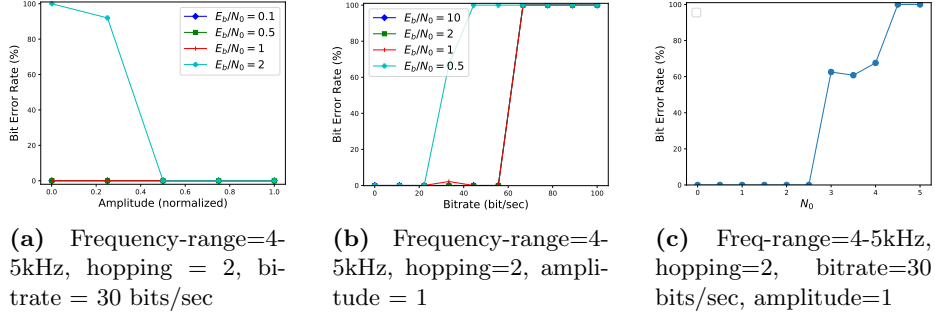 100
80
60
40
20
0
Bit Error Rate (%)
0.0 0.2 0.4 0.6 0.8 1.0
Amplitude (normalized)
E_b/N_0 = 0.1
E_b/N_0 = 0.5
E_b/N_0 = 1
E_b/N_0 = 2
(a) Frequency-range=4-
5kHz, hopping = 2, bi-
trate = 30 bits/sec
100
80
60
40
20
0
Bit Error Rate (%)
0 20 40 60 80 100
Bitrate (bit/sec)
E_b/N_0 = 10
E_b/N_0 = 2
E_b/N_0 = 1
E_b/N_0 = 0.5
(b) Frequency-range=4-
5kHz, hopping=2, ampli-
tude = 1
100
80
60
40
20
0
Bit Error Rate (%)
0 1 2 3 4 5
N_0
(c) Freq-range=4-5kHz,
hopping=2, bitrate=30
bits/sec, amplitude=1